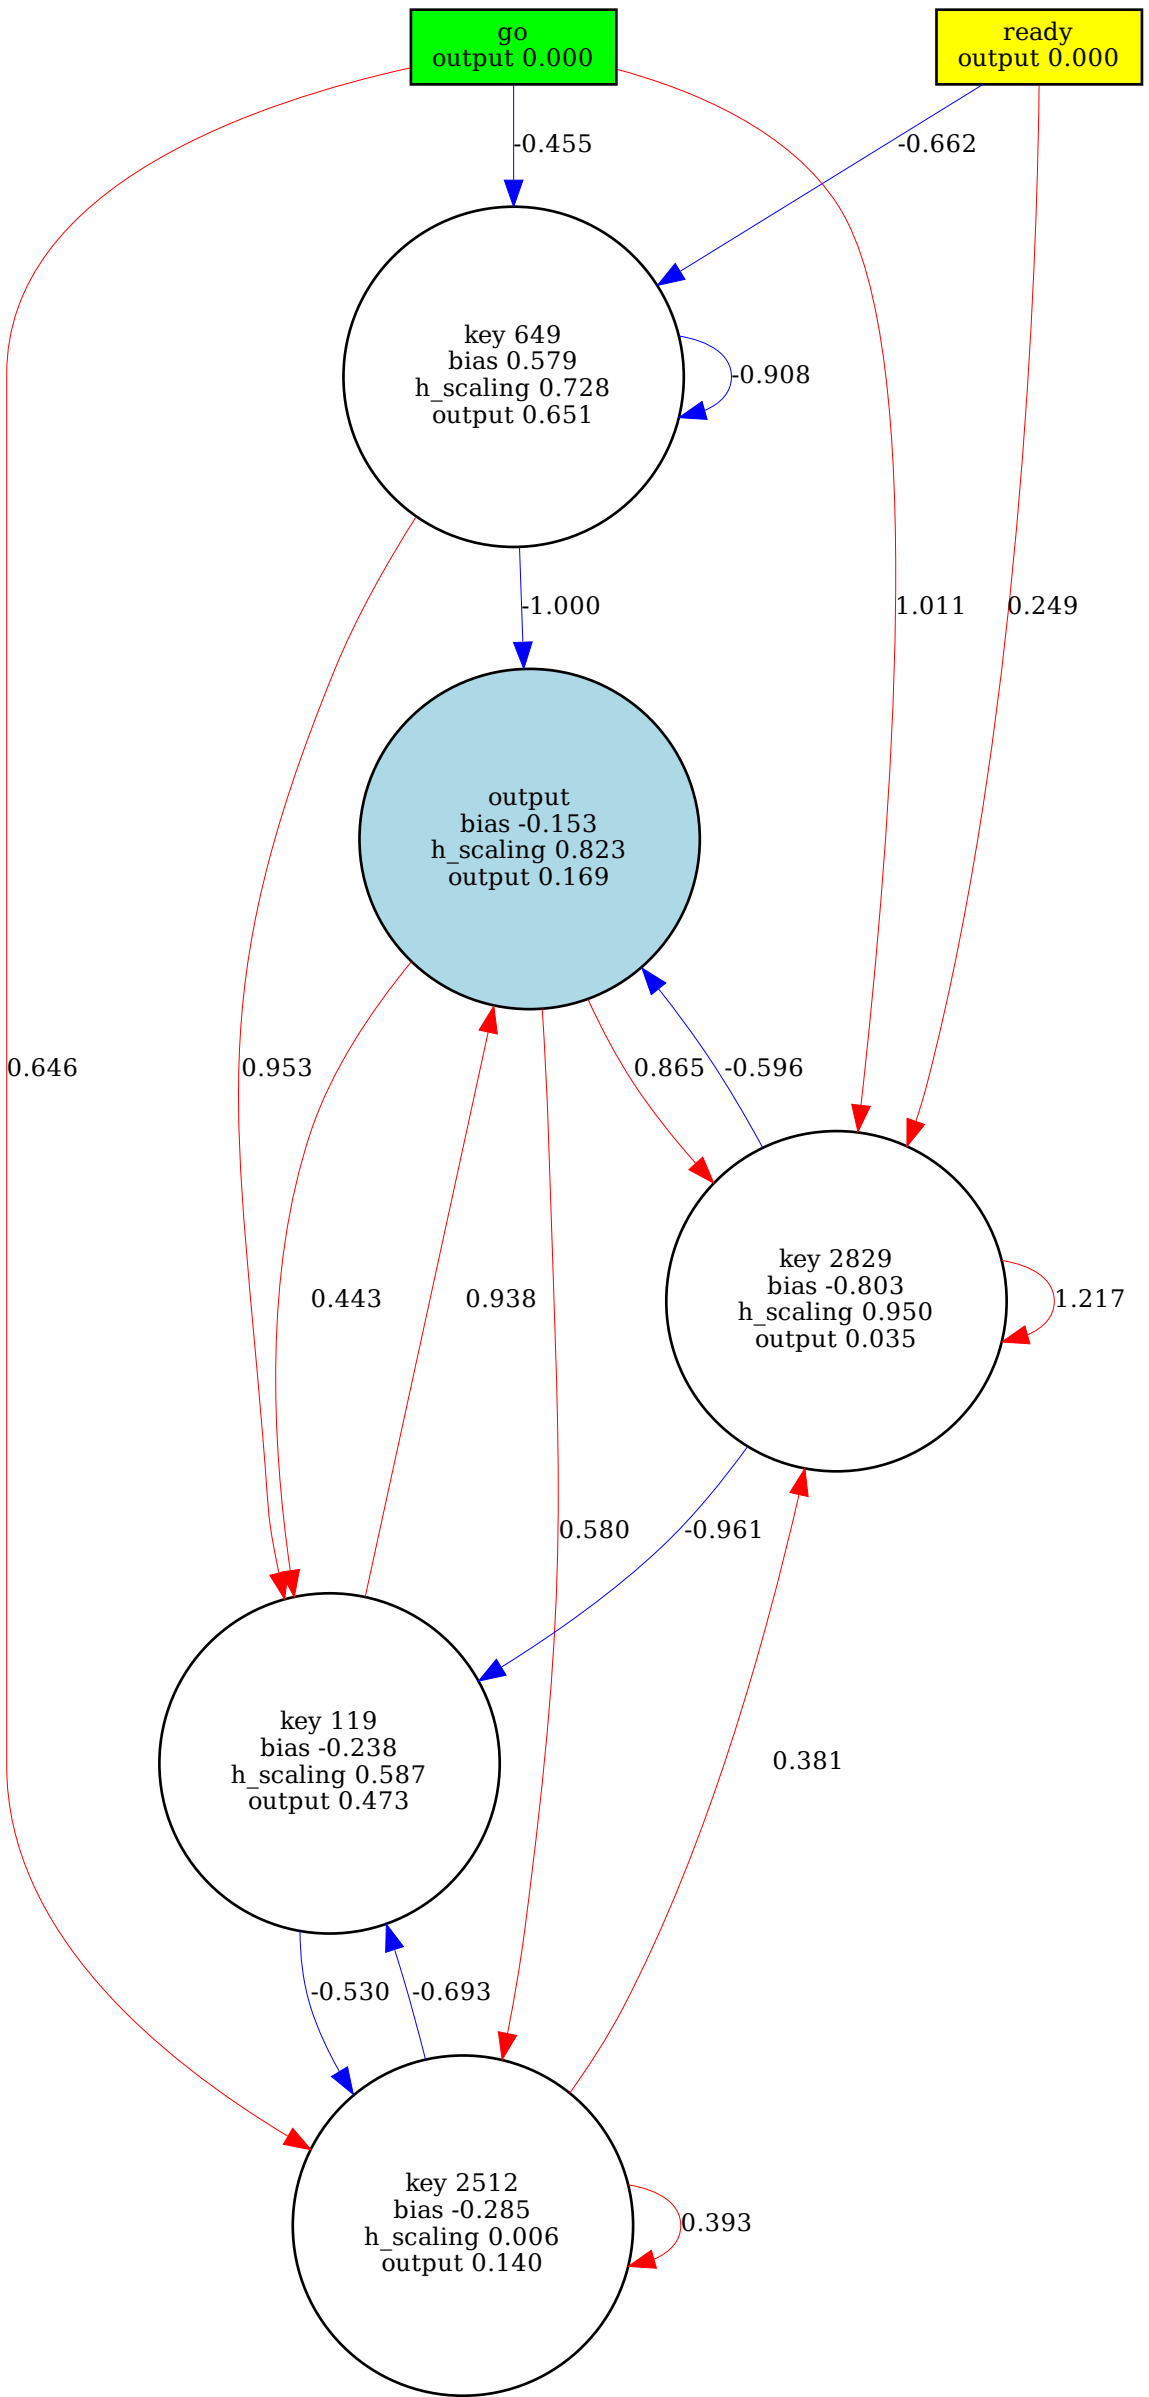 go
output 0.000
ready
output 0.000
-0.455
-0.662
key 649
bias 0.579
h_scaling 0.728
output 0.651
-0.908
-1.000
1.011
0.249
output
bias -0.153
h_scaling 0.823
output 0.169
0.646
0.953
0.865
-0.596
key 2829
bias -0.803
h_scaling 0.950
output 0.035
1.217
0.443
0.938
0.580
-0.961
key 119
bias -0.238
h_scaling 0.587
output 0.473
0.381
-0.530
-0.693
key 2512
bias -0.285
h_scaling 0.006
output 0.140
0.393